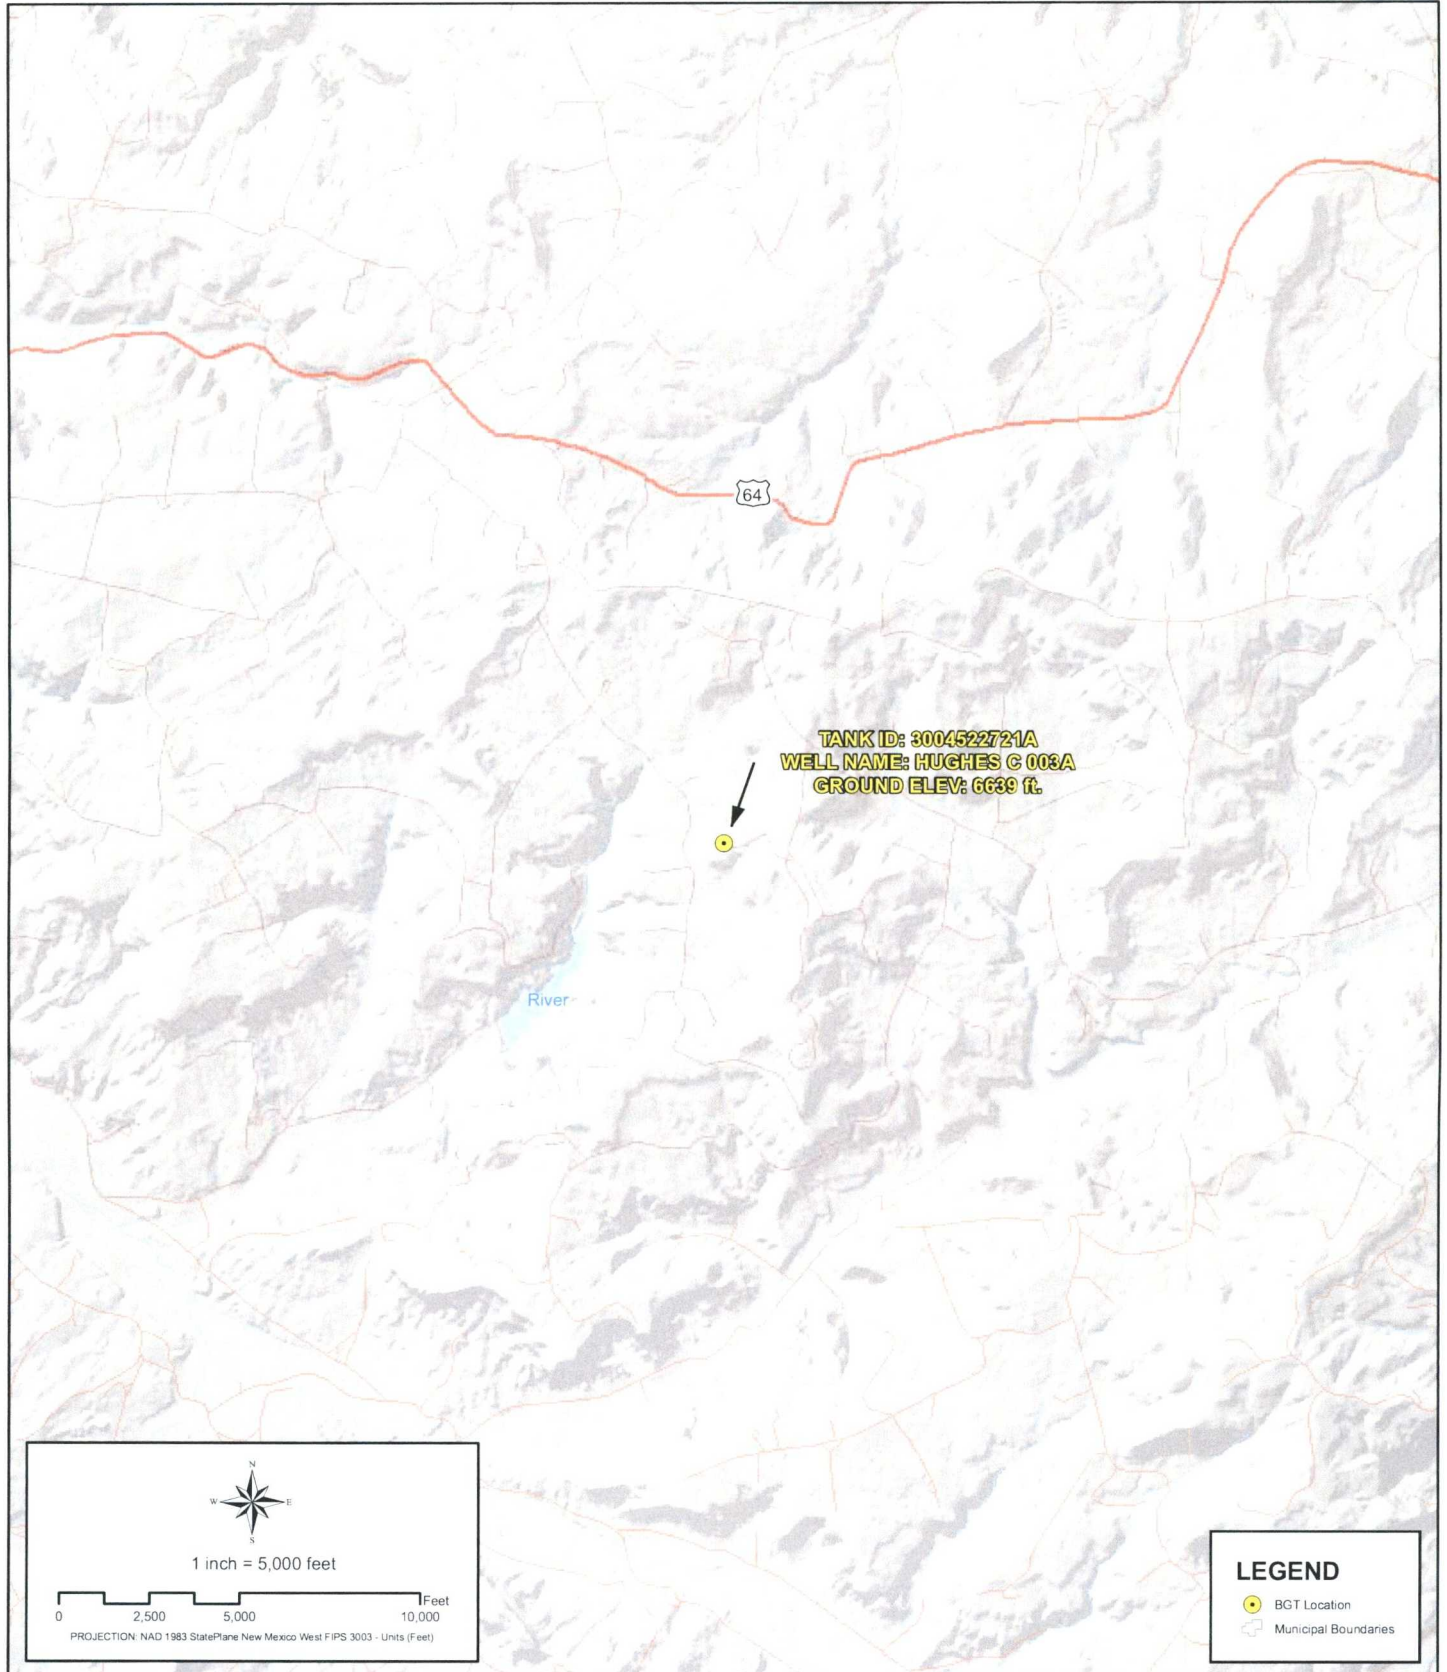 64
TANK ID: 3004522721A
WELL NAME: HUGHES C 003A
GROUND ELEV: 6639 ft.
River
N
W E
S
1 inch = 5,000 feet
Feet
0 2,500 5,000 10,000
PROJECTION: NAD 1983 StatePlane New Mexico West FIPS 3003 - Units (Feet)
LEGEND
BGT Location
Municipal Boundaries